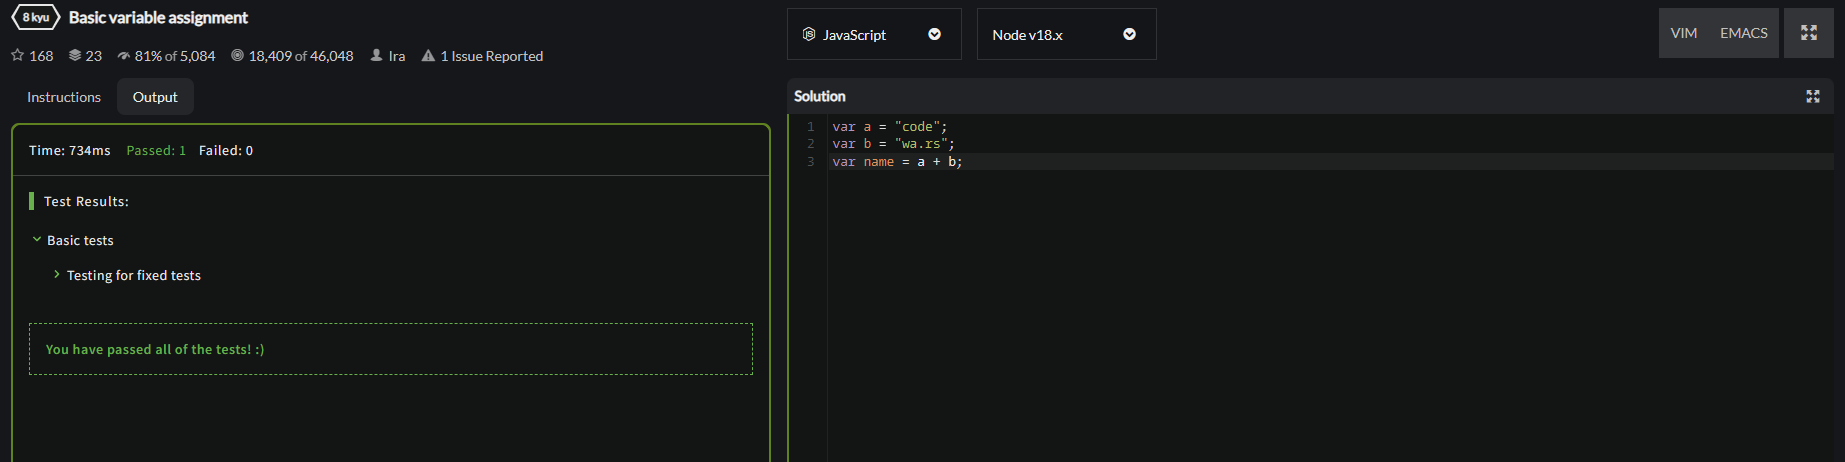 8 kyu Basic variable assignment
168 23 81% of 5,084 18,409 of 46,048 Ira 1 Issue Reported
Instructions Output
Time: 734ms Passed: 1 Failed: 0
Test Results:
Basic tests
Testing for fixed tests
You have passed all of the tests! :)
JS JavaScript Node v18.x VIM EMACS
Solution
1 var a = "code";
2 var b = "wa.rs";
3 var name = a + b;